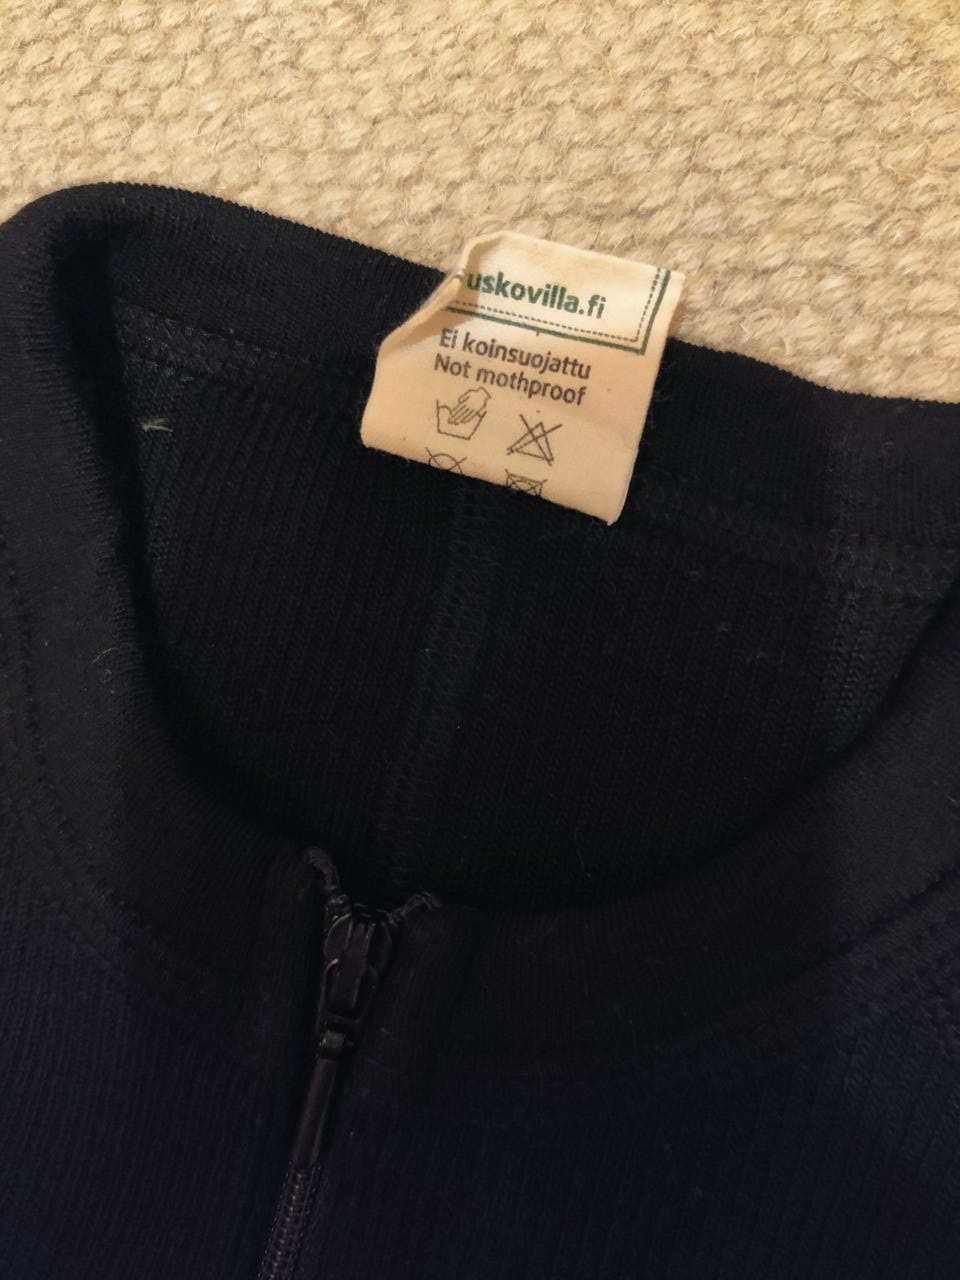 uskovilla.fi
Ei koinsuojattu
Not mothproof